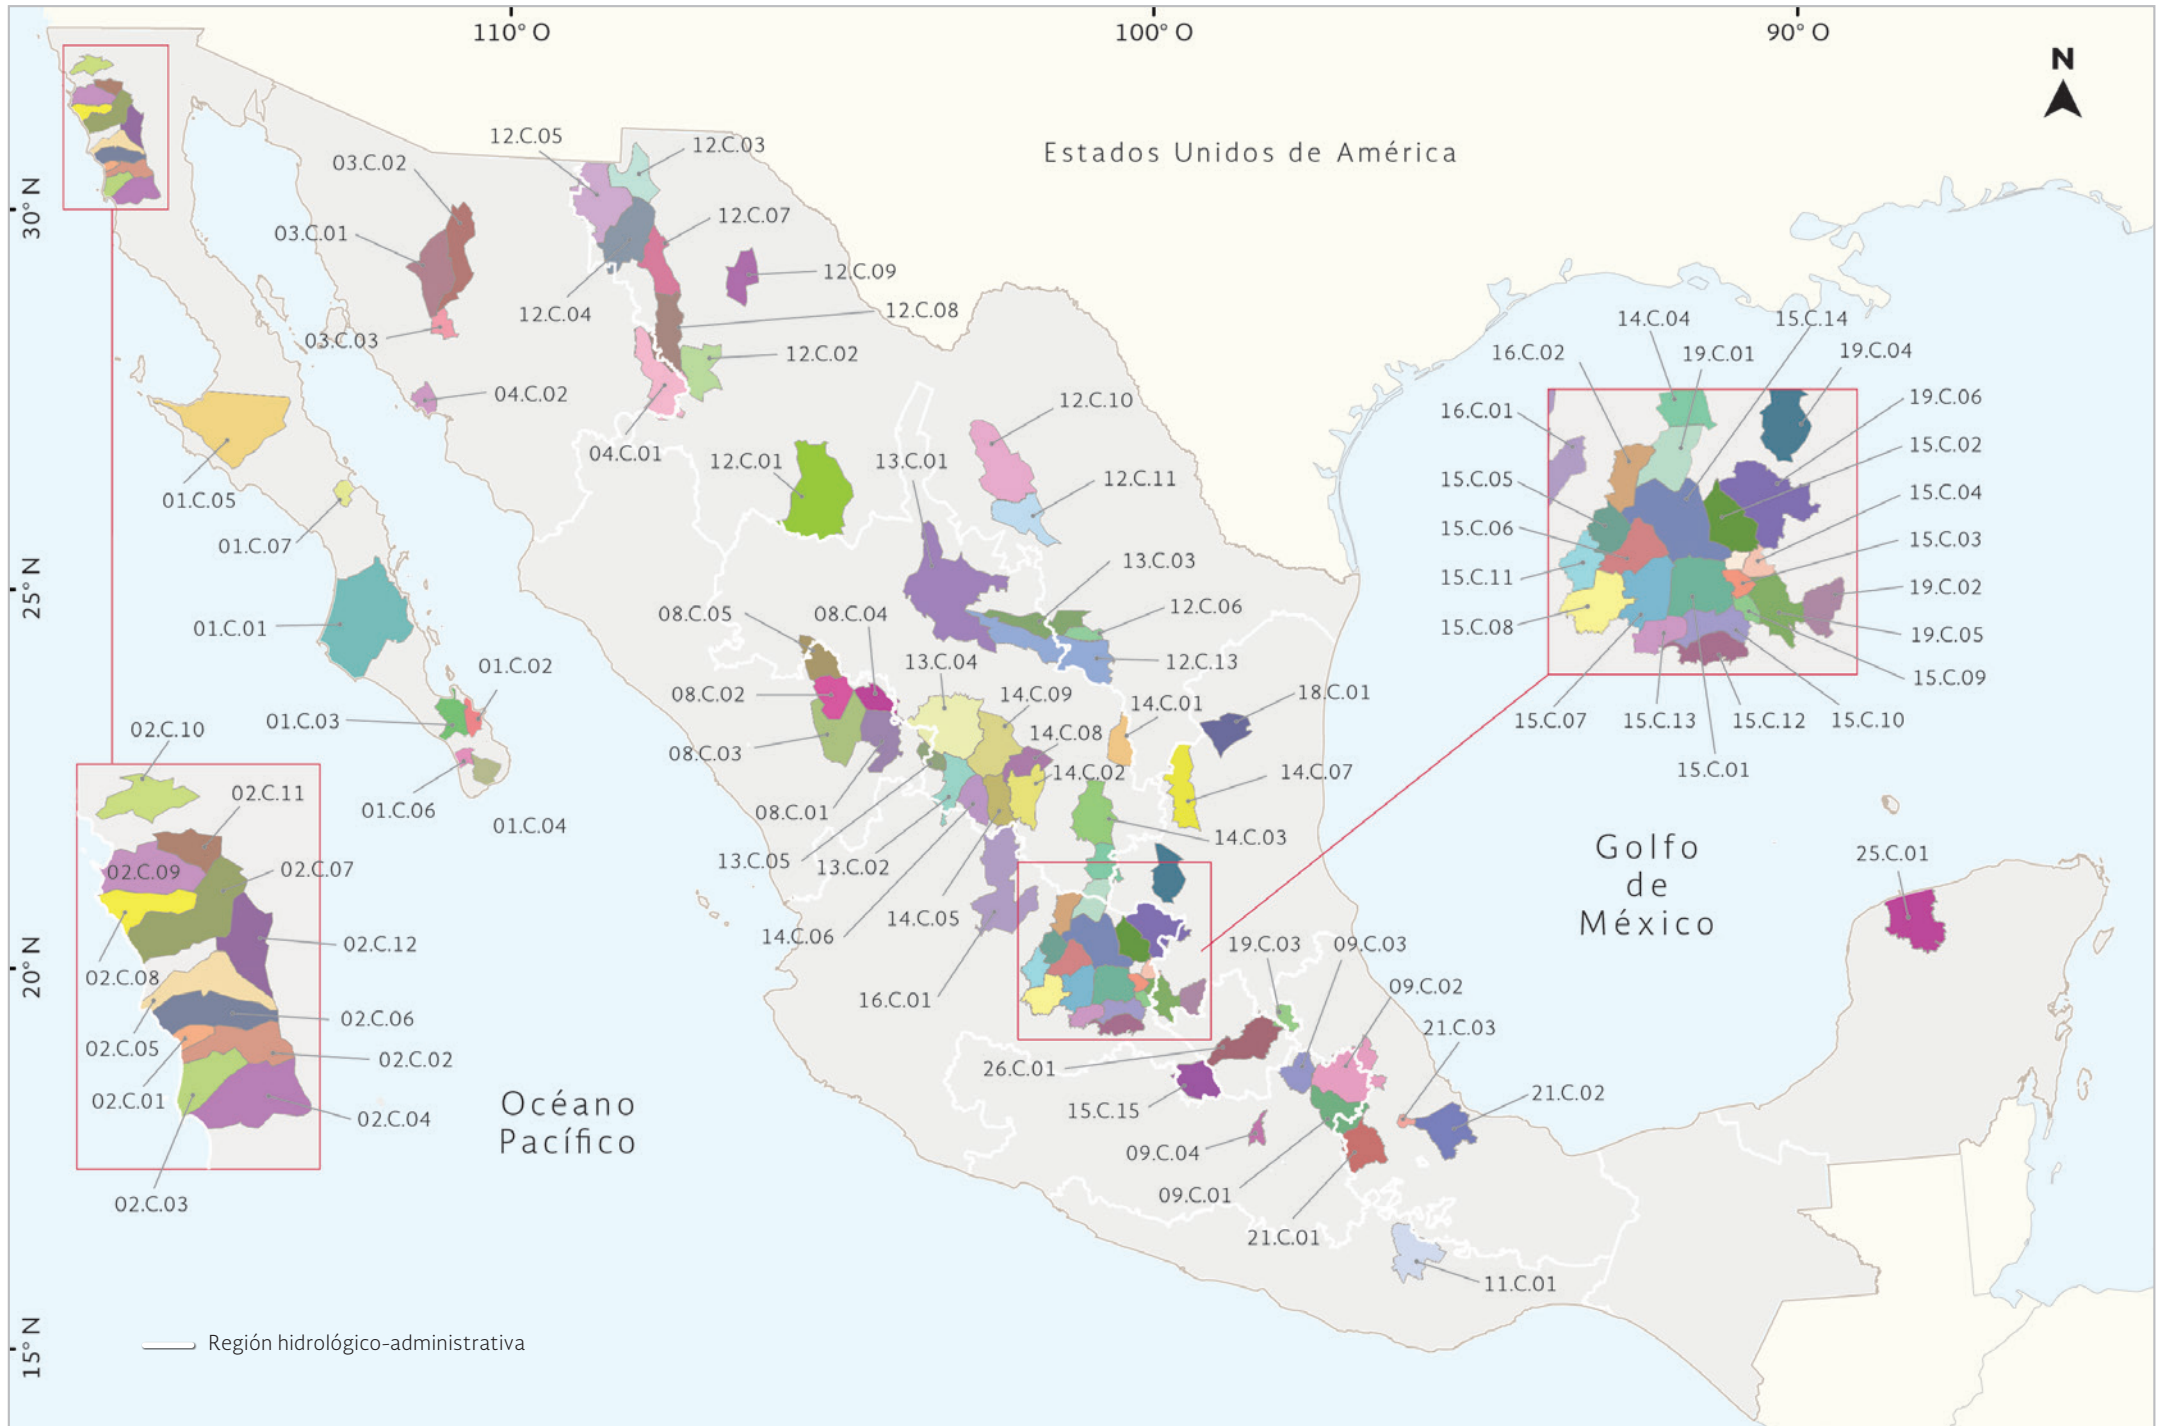 110° O
100° O
90° O
N
30° N
25° N
20° N
15° N
Estados Unidos de América
12.C.05
12.C.03
03.C.02
12.C.07
03.C.01
12.C.09
12.C.04
12.C.08
03.C.03
12.C.02
04.C.02
04.C.01
12.C.01
13.C.01
12.C.10
12.C.11
01.C.05
01.C.07
13.C.03
12.C.06
08.C.05
08.C.04
01.C.01
13.C.04
12.C.13
01.C.02
08.C.02
14.C.09
14.C.01
18.C.01
01.C.03
14.C.08
08.C.03
14.C.02
14.C.07
01.C.06
08.C.01
01.C.04
14.C.03
13.C.05
13.C.02
14.C.05
14.C.06
16.C.01
02.C.10
02.C.11
02.C.09
02.C.07
02.C.12
02.C.08
02.C.06
02.C.05
02.C.02
02.C.01
02.C.04
02.C.03
14.C.04
15.C.14
16.C.02
19.C.01
19.C.04
16.C.01
19.C.06
15.C.02
15.C.05
15.C.04
15.C.06
15.C.03
15.C.11
19.C.02
15.C.08
19.C.05
15.C.09
15.C.07
15.C.13
15.C.12
15.C.10
15.C.01
Golfo
de
México
25.C.01
19.C.03
09.C.03
09.C.02
21.C.03
26.C.01
15.C.15
21.C.02
09.C.04
09.C.01
21.C.01
11.C.01
Océano
Pacífico
Región hidrológico-administrativa